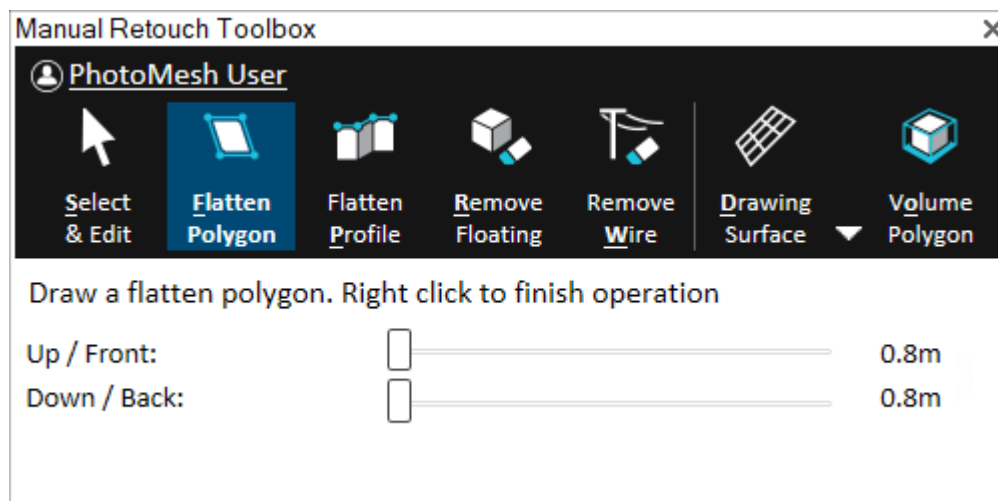 Manual Retouch Toolbox
PhotoMesh User
Select & Edit
Flatten Polygon
Flatten Profile
Remove Floating
Remove Wire
Drawing Surface
Volume Polygon
Draw a flatten polygon. Right click to finish operation
Up / Front: 0.8m
Down / Back: 0.8m